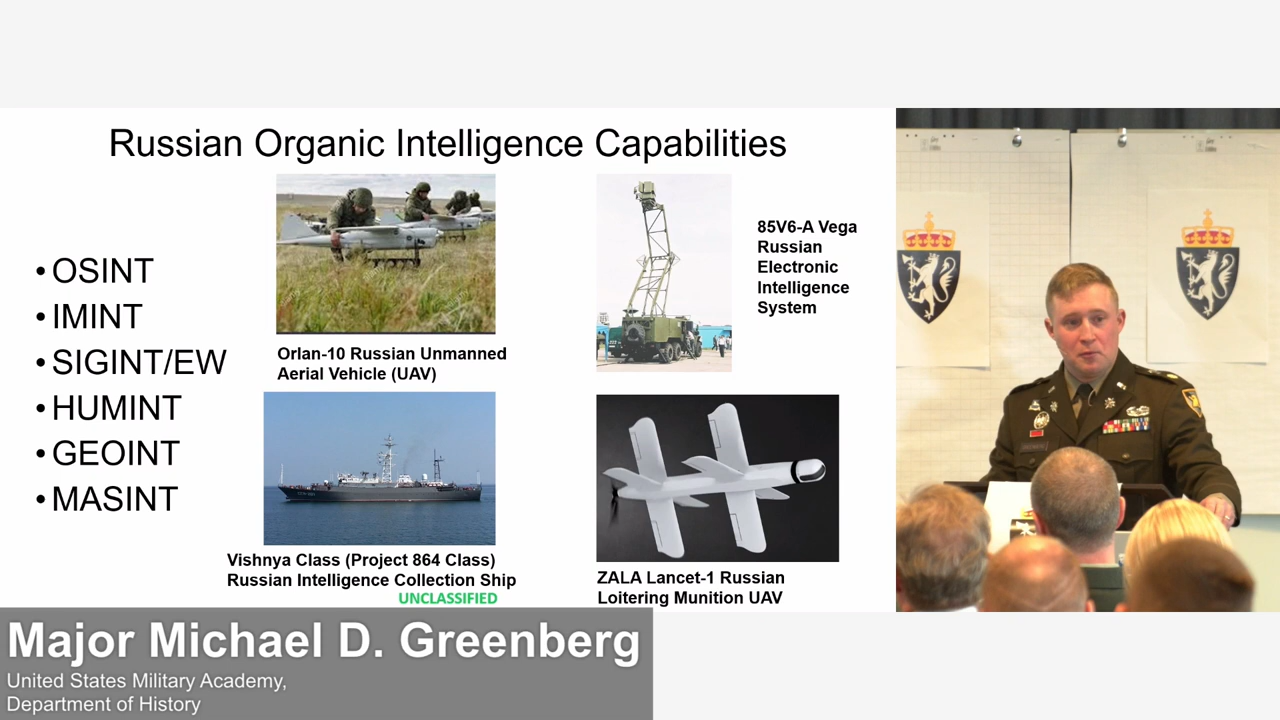 Russian Organic Intelligence Capabilities
• OSINT
• IMINT
• SIGINT/EW
• HUMINT
• GEOINT
• MASINT
Orlan-10 Russian Unmanned
Aerial Vehicle (UAV)
85V6-A Vega
Russian
Electronic
Intelligence
System
Vishnya Class (Project 864 Class)
Russian Intelligence Collection Ship
UNCLASSIFIED
ZALA Lancet-1 Russian
Loitering Munition UAV
Major Michael D. Greenberg
United States Military Academy,
Department of History